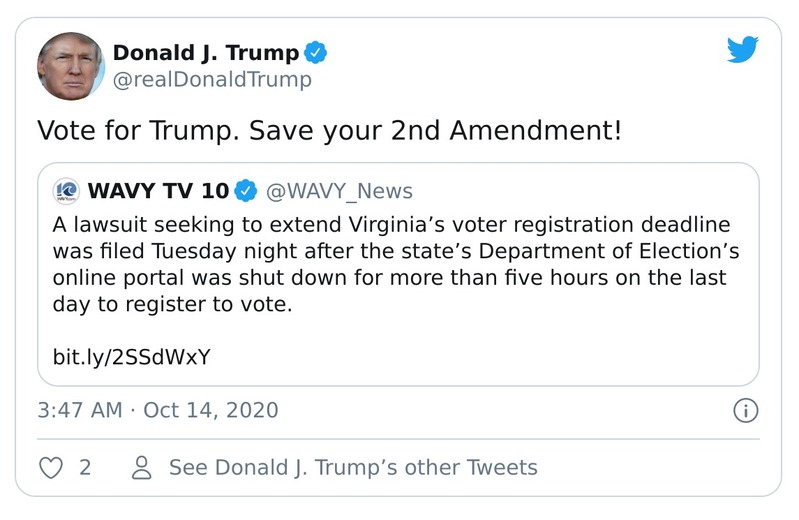 Donald J. Trump
@realDonaldTrump
Vote for Trump. Save your 2nd Amendment!
WAVY TV 10 @WAVY_News
A lawsuit seeking to extend Virginia’s voter registration deadline
was filed Tuesday night after the state’s Department of Election’s
online portal was shut down for more than five hours on the last
day to register to vote.
bit.ly/2SSdWxY
3:47 AM · Oct 14, 2020
2 See Donald J. Trump’s other Tweets